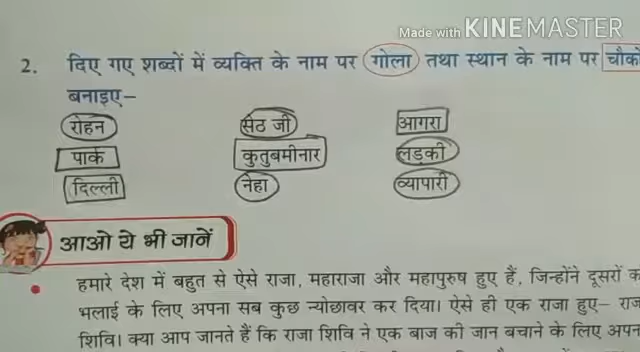 Made with KINEMASTER
2. दिए गए शब्दों में व्यक्ति के नाम पर गोला तथा स्थान के नाम पर
बनाइए–
रोहन सेठ जी आगरा
पार्क कुतुबमीनार लड़की
दिल्ली नेहा व्यापारी
आओ ये भी जानें
हमारे देश में बहुत से ऐसे राजा, महाराजा और महापुरुष हुए हैं, जिन्होंने दूसरों
भलाई के लिए अपना सब कुछ न्योछावर कर दिया। ऐसे ही एक राजा हुए–
शिवि। क्या आप जानते हैं कि राजा शिवि ने एक बाज की जान बचाने के लिए